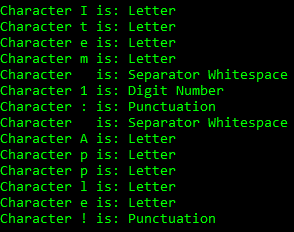 Character I is: Letter
Character t is: Letter
Character e is: Letter
Character m is: Letter
Character   is: Separator Whitespace
Character 1 is: Digit Number
Character : is: Punctuation
Character   is: Separator Whitespace
Character A is: Letter
Character p is: Letter
Character p is: Letter
Character l is: Letter
Character e is: Letter
Character ! is: Punctuation